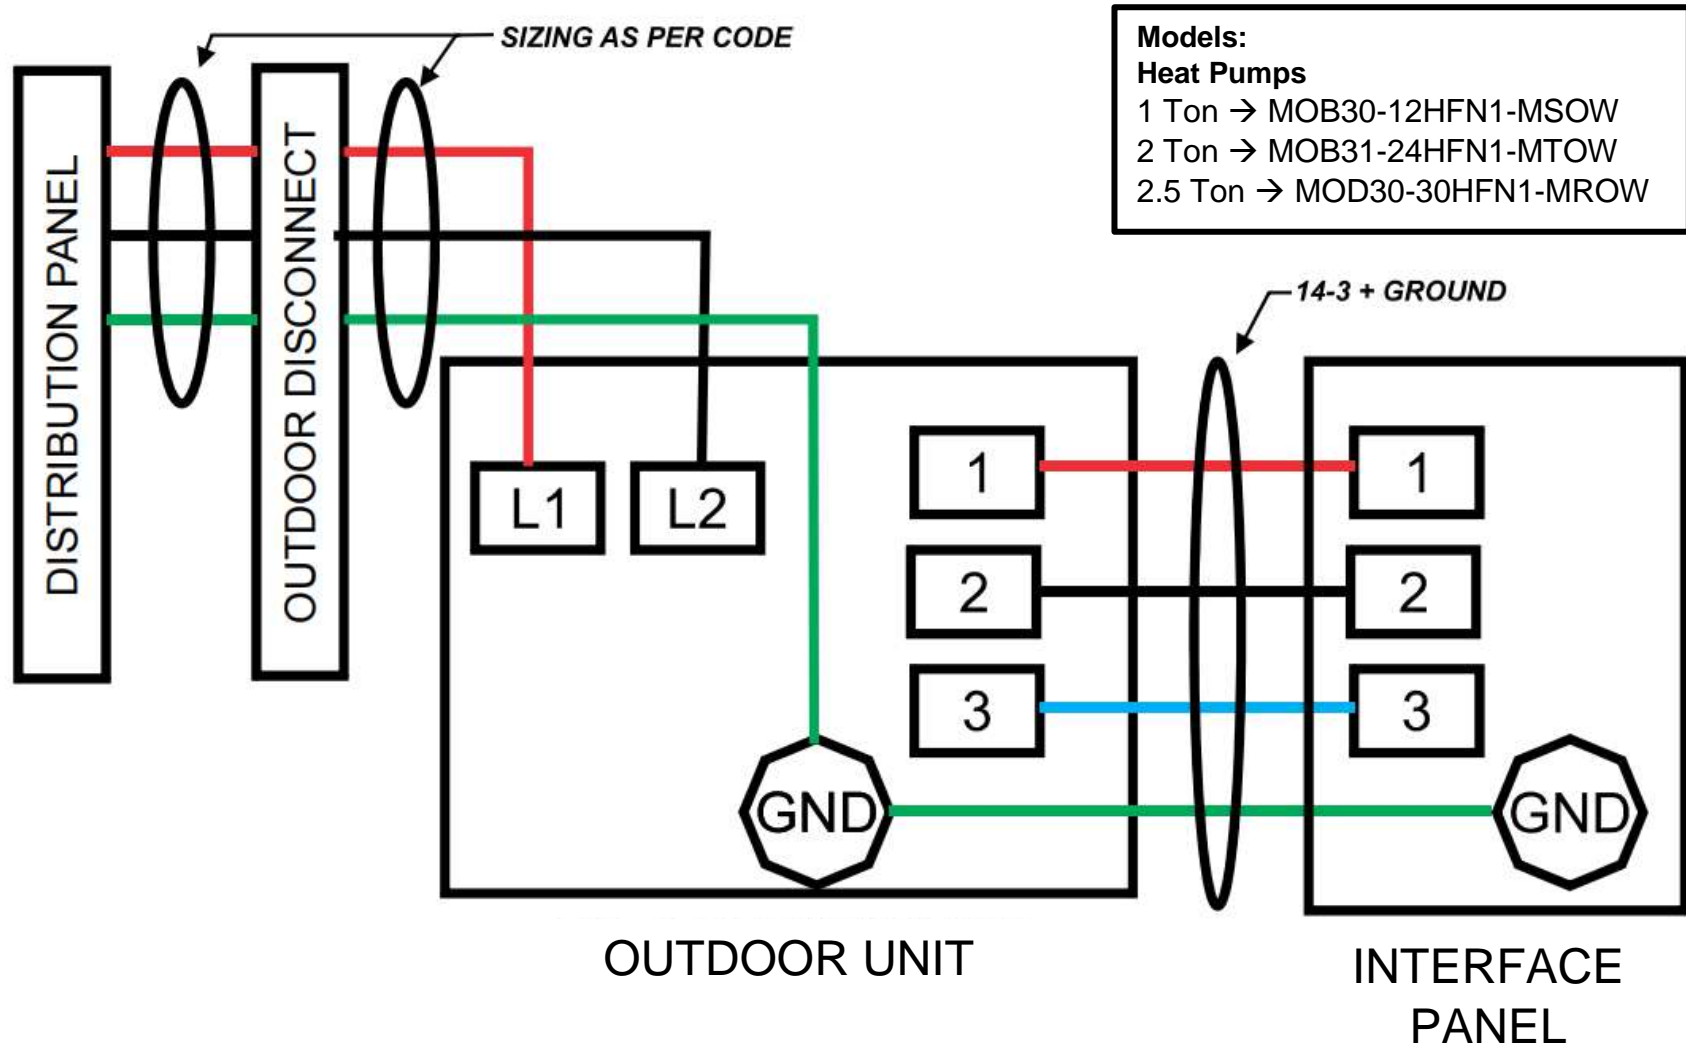 SIZING AS PER CODE
Models:
Heat Pumps
1 Ton → MOB30-12HFN1-MSOW
2 Ton → MOB31-24HFN1-MTOW
2.5 Ton → MOD30-30HFN1-MROW
DISTRIBUTION PANEL
OUTDOOR DISCONNECT
14-3 + GROUND
L1
L2
1
2
3
GND
1
2
3
GND
OUTDOOR UNIT
INTERFACE
PANEL